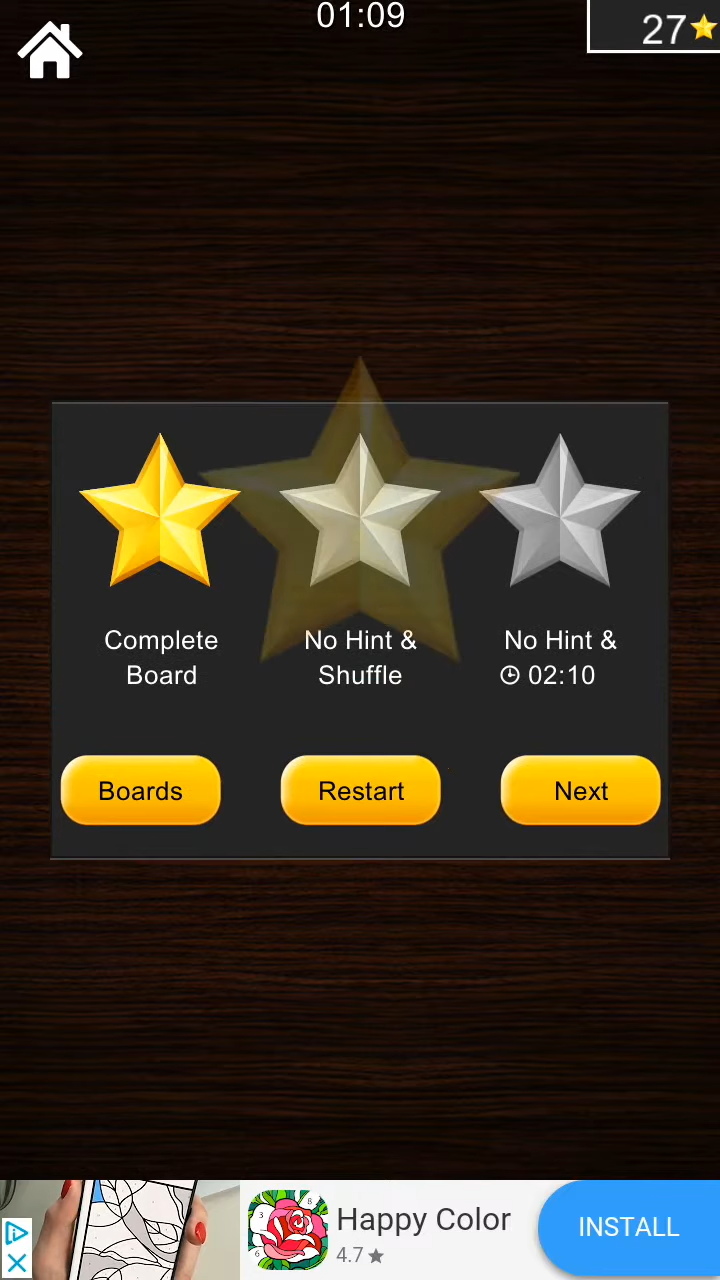 01:09
27
Complete
Board
No Hint &
Shuffle
No Hint &
02:10
Boards
Restart
Next
Happy Color
4.7
INSTALL